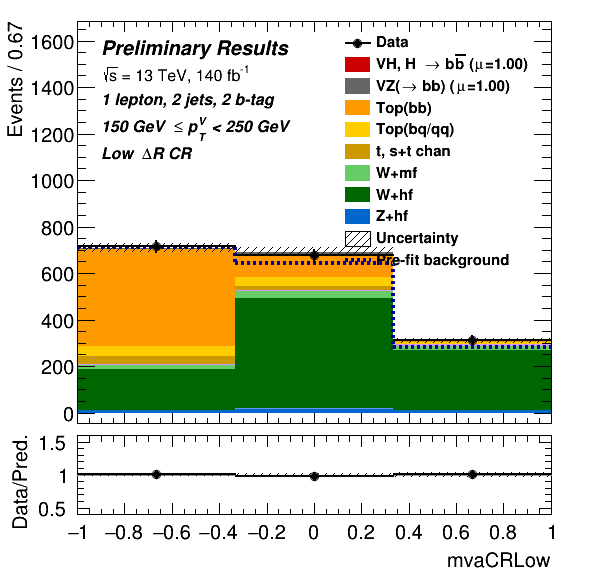 Preliminary Results
√s = 13 TeV, 140 fb⁻¹
1 lepton, 2 jets, 2 b-tag
150 GeV ≤ p_T^V < 250 GeV
Low ΔR CR
Data
VH, H → bb̅ (μ=1.00)
VZ(→ bb) (μ=1.00)
Top(bb)
Top(bq/qq)
t, s+t chan
W+mf
W+hf
Z+hf
Uncertainty
Pre-fit background
Events / 0.67
1600
1400
1200
1000
800
600
400
200
0
Data/Pred.
1.5
1
0.5
−1 −0.8 −0.6 −0.4 −0.2 0 0.2 0.4 0.6 0.8 1
mvaCRLow